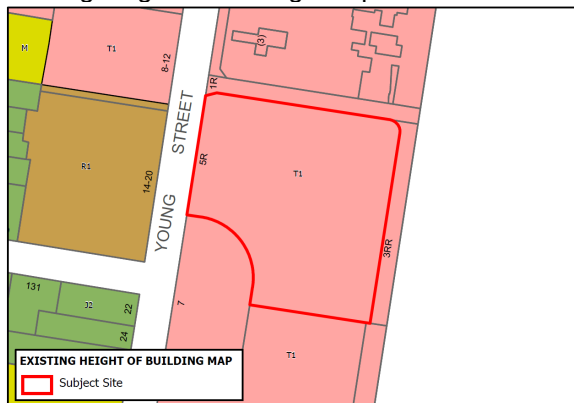 M
T1
8-12
(3)
1R
STREET
5R
T1
R1
14-20
YOUNG
3RR
131
J2
22
7
24
T1
EXISTING HEIGHT OF BUILDING MAP
Subject Site